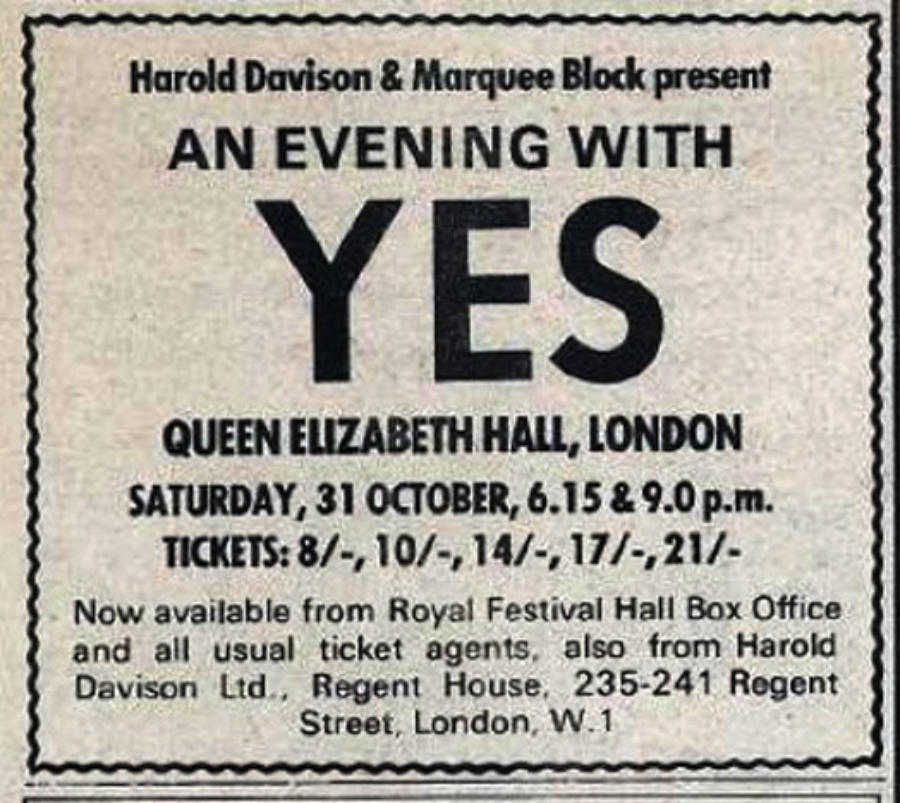 Harold Davison & Marquee Block present
AN EVENING WITH
YES
QUEEN ELIZABETH HALL, LONDON
SATURDAY, 31 OCTOBER, 6.15 & 9.0 p.m.
TICKETS: 8/-, 10/-, 14/-, 17/-, 21/-
Now available from Royal Festival Hall Box Office
and all usual ticket agents, also from Harold
Davison Ltd., Regent House, 235-241 Regent
Street, London, W.1